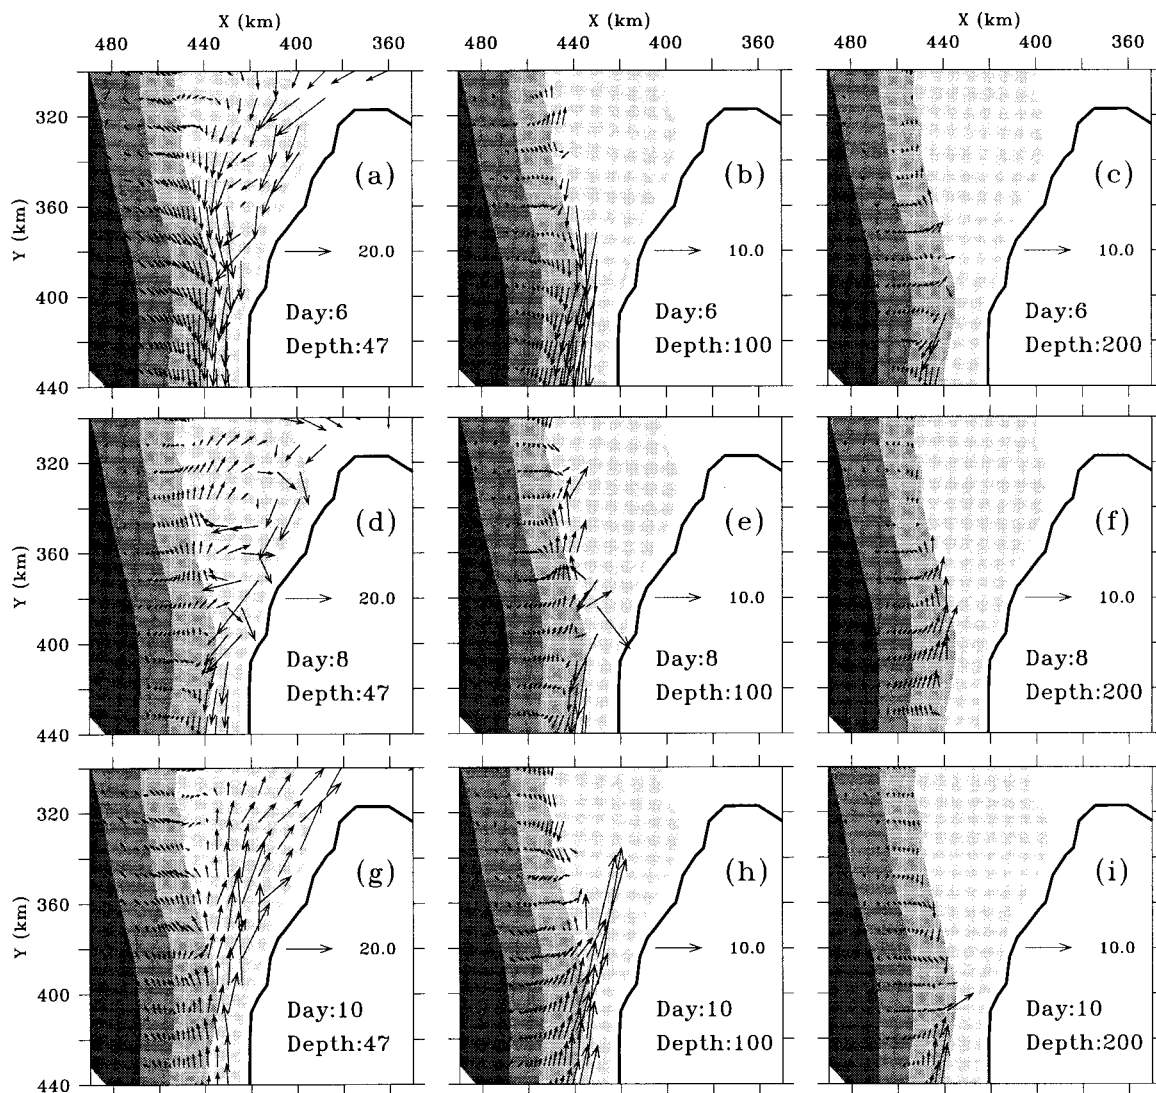 X (km) X (km) X (km)
480 440 400 360 480 440 400 360 480 440 400 360
320
(a) (b) (c)
360
Y (km)
20.0 10.0 10.0
400
Day:6 Day:6 Day:6
Depth:47 Depth:100 Depth:200
440
320
(d) (e) (f)
360
Y (km)
20.0 10.0 10.0
400
Day:8 Day:8 Day:8
Depth:47 Depth:100 Depth:200
440
320
(g) (h) (i)
360
Y (km)
20.0 10.0 10.0
400
Day:10 Day:10 Day:10
Depth:47 Depth:100 Depth:200
440